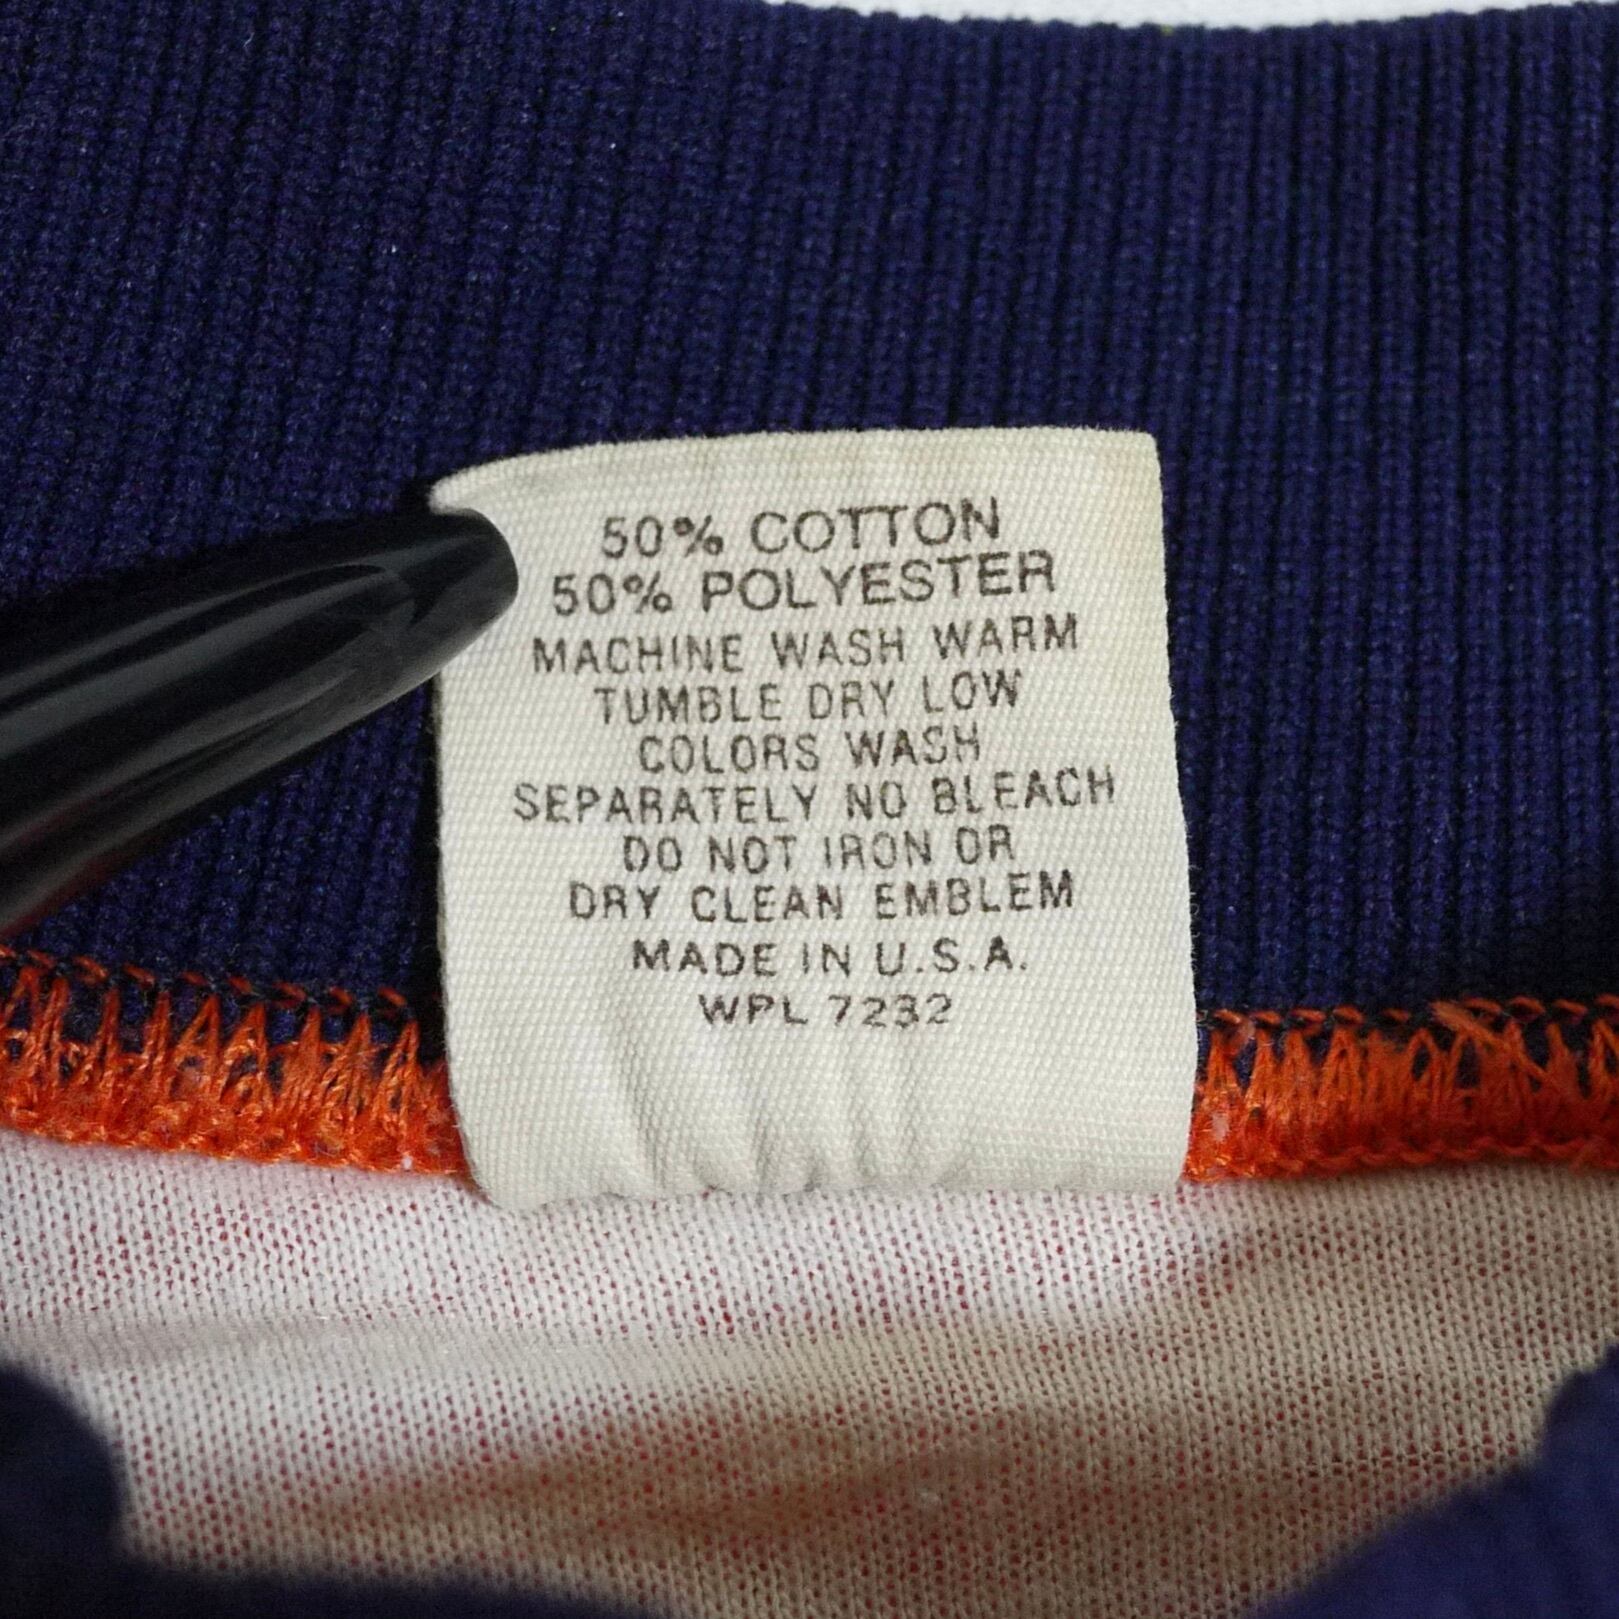 50% COTTON
50% POLYESTER
MACHINE WASH WARM
TUMBLE DRY LOW
COLORS WASH
SEPARATELY NO BLEACH
DO NOT IRON OR
DRY CLEAN EMBLEM
MADE IN U.S.A.
WPL 7232